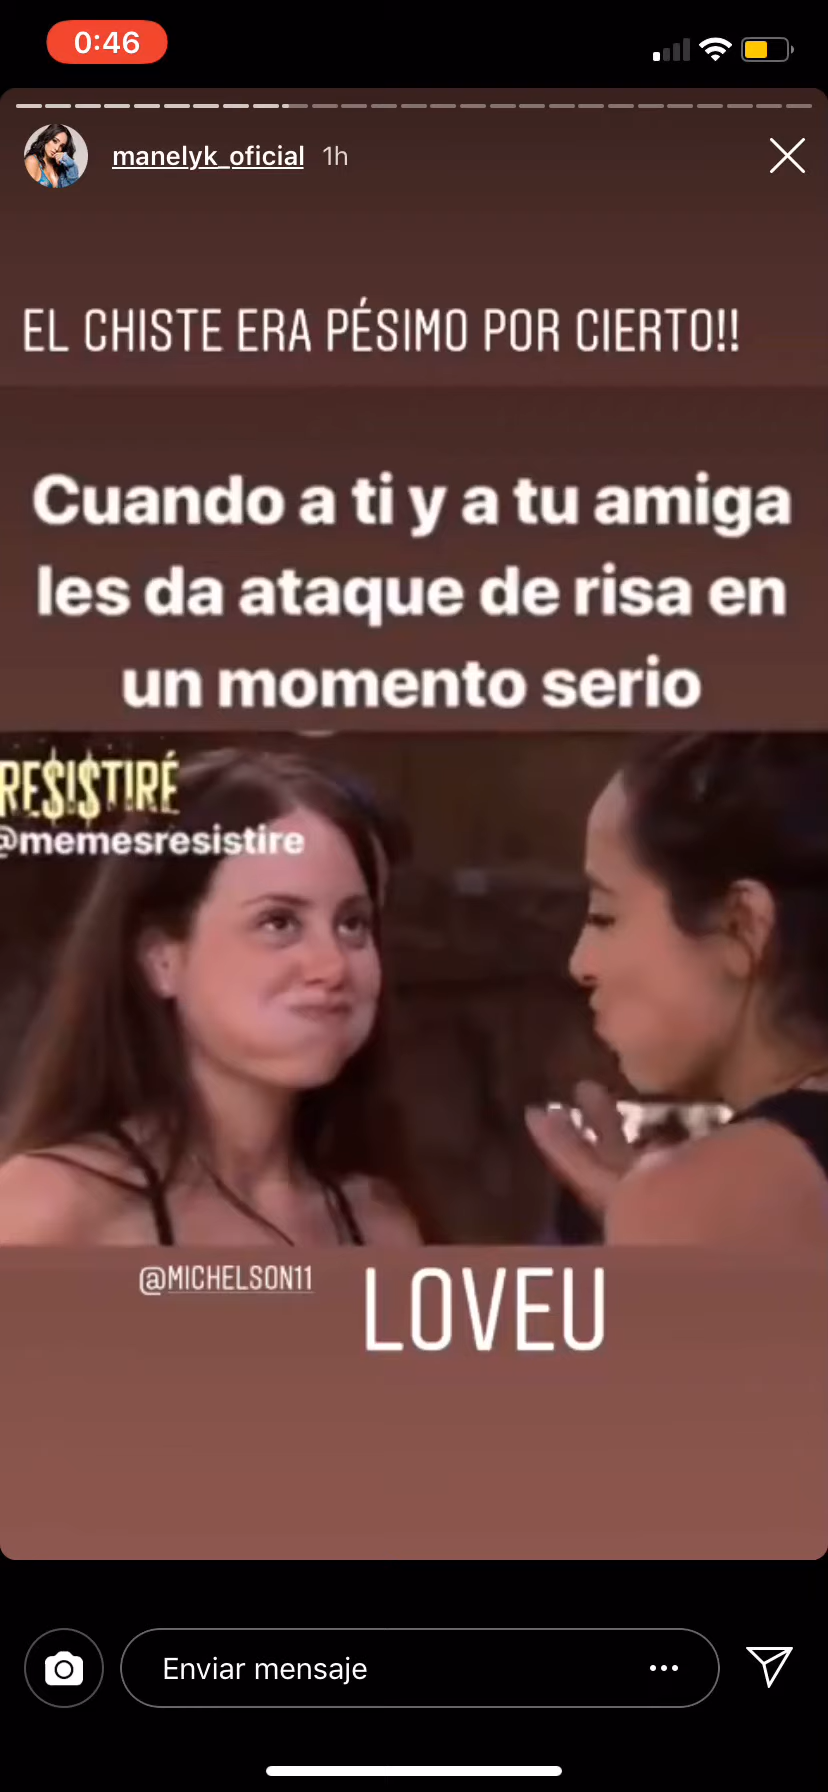 0:46
manelyk_oficial 1h
EL CHISTE ERA PÉSIMO POR CIERTO!!
Cuando a ti y a tu amiga
les da ataque de risa en
un momento serio
RE$I$TIRÉ
@memesresistire
@MICHELSON11
LOVEU
Enviar mensaje